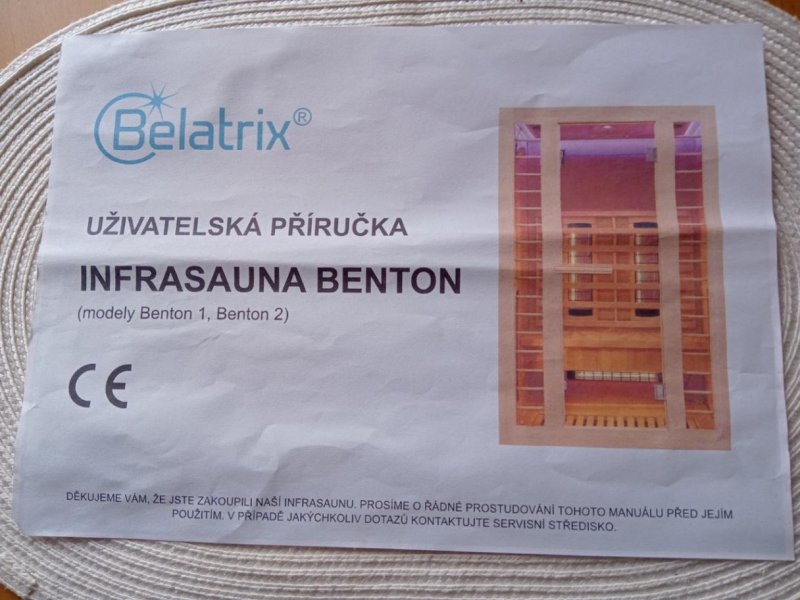 Belatrix®
UŽIVATELSKÁ PŘÍRUČKA
INFRASAUNA BENTON
(modely Benton 1, Benton 2)
CE
DĚKUJEME VÁM, ŽE JSTE ZAKOUPILI NAŠÍ INFRASAUNU. PROSÍME O ŘÁDNÉ PROSTUDOVÁNÍ TOHOTO MANUÁLU PŘED JEJÍM
POUŽITÍM. V PŘÍPADĚ JAKÝCHKOLIV DOTAZŮ KONTAKTUJTE SERVISNÍ STŘEDISKO.